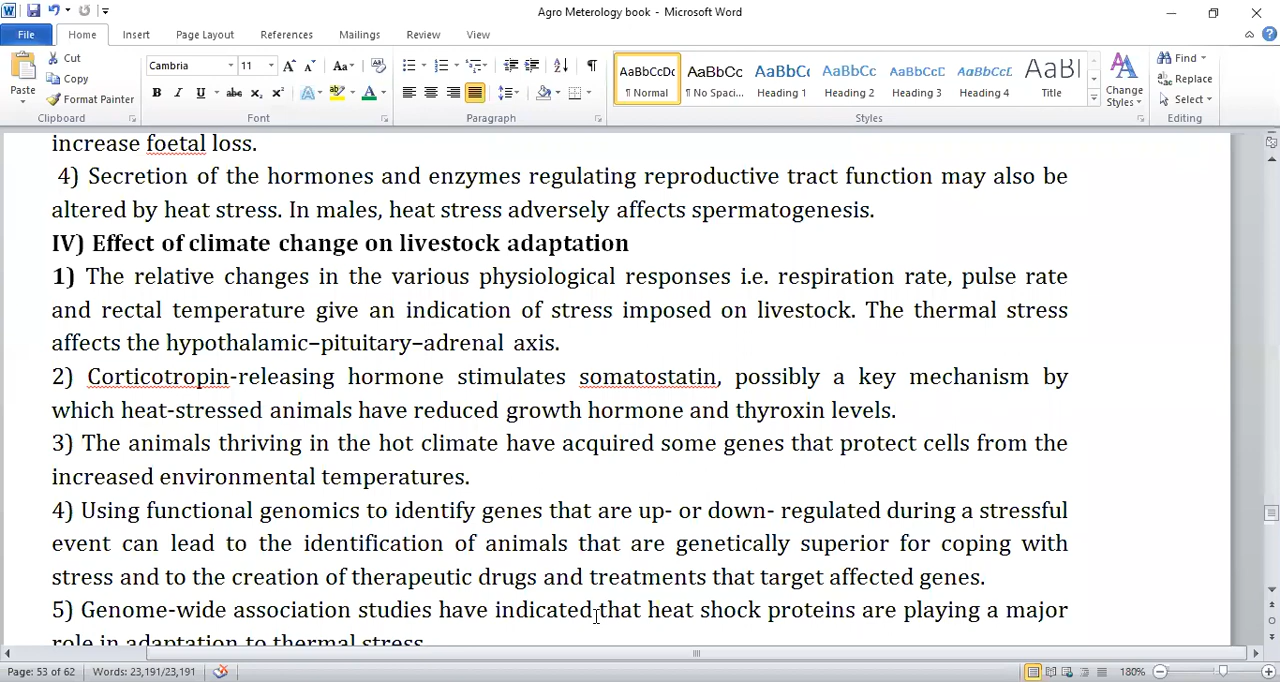 Agro Meterology book - Microsoft Word
File Home Insert Page Layout References Mailings Review View
Paste
Cut
Copy
Format Painter
Clipboard
Cambria 11
Font
Paragraph
AaBbCcDc ¶ Normal
AaBbCc ¶ No Spaci...
AaBbCc Heading 1
AaBbCc Heading 2
AaBbCcD Heading 3
AaBbCcD Heading 4
AaBl Title
Change Styles
Styles
Find
Replace
Select
Editing
increase foetal loss.
4) Secretion of the hormones and enzymes regulating reproductive tract function may also be
altered by heat stress. In males, heat stress adversely affects spermatogenesis.
IV) Effect of climate change on livestock adaptation
1) The relative changes in the various physiological responses i.e. respiration rate, pulse rate
and rectal temperature give an indication of stress imposed on livestock. The thermal stress
affects the hypothalamic–pituitary–adrenal axis.
2) Corticotropin-releasing hormone stimulates somatostatin, possibly a key mechanism by
which heat-stressed animals have reduced growth hormone and thyroxin levels.
3) The animals thriving in the hot climate have acquired some genes that protect cells from the
increased environmental temperatures.
4) Using functional genomics to identify genes that are up- or down- regulated during a stressful
event can lead to the identification of animals that are genetically superior for coping with
stress and to the creation of therapeutic drugs and treatments that target affected genes.
5) Genome-wide association studies have indicated that heat shock proteins are playing a major
role in adaptation to thermal stress.
Page: 53 of 62 Words: 23,191/23,191 180%